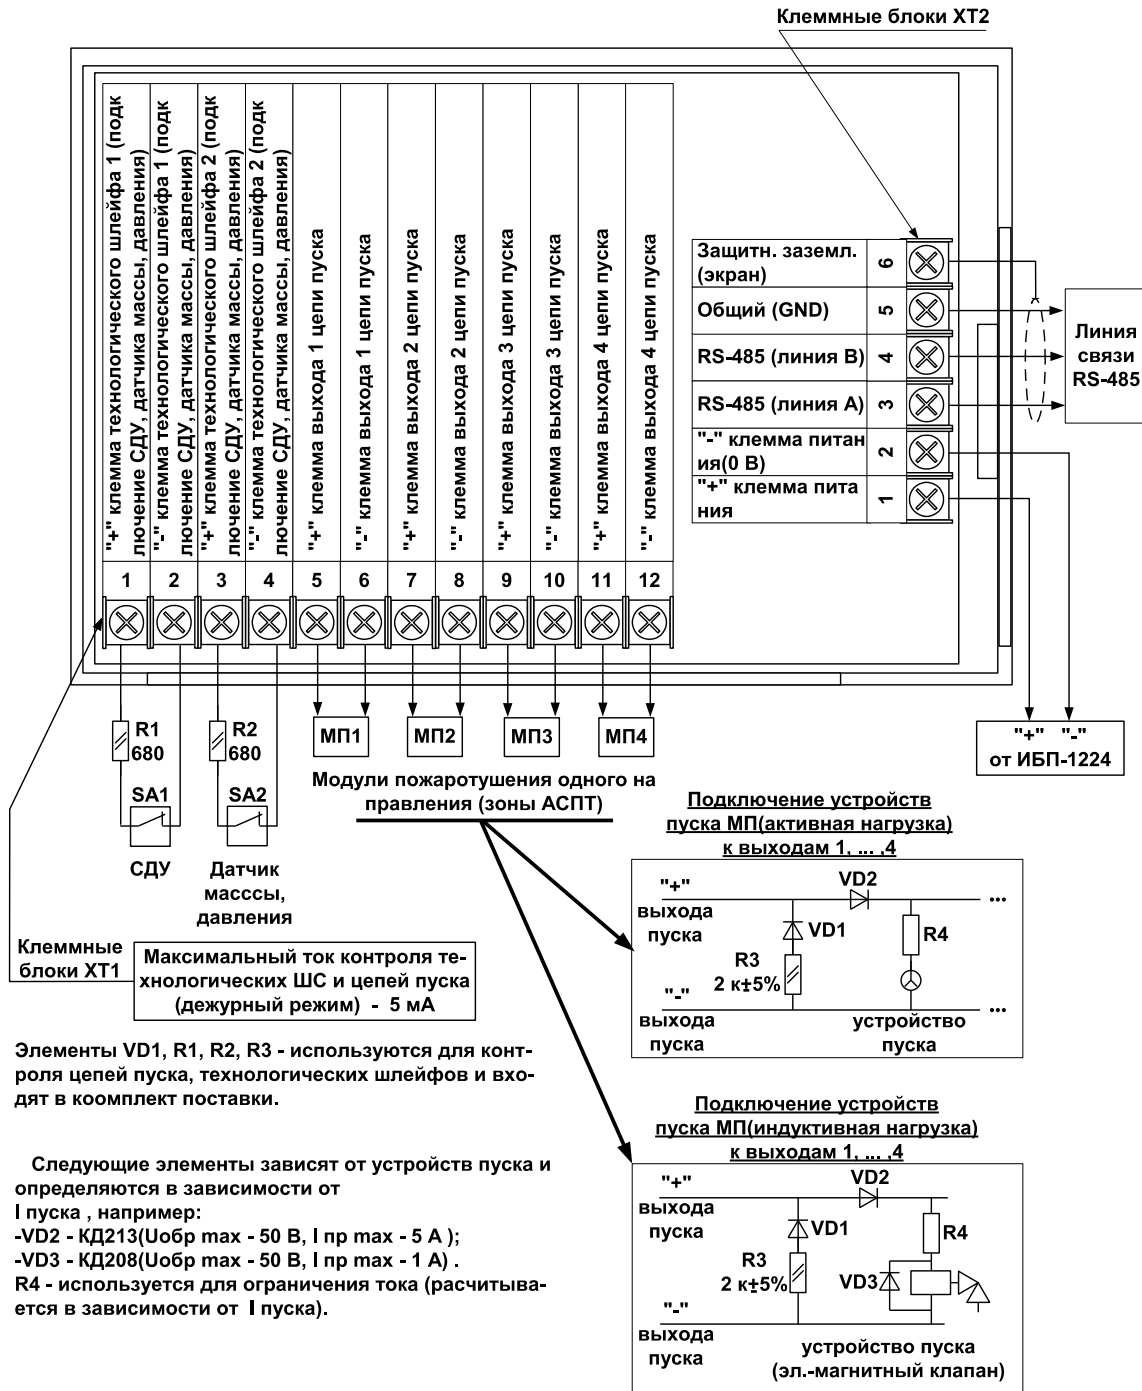 Клеммные блоки XT2
"+" клемма технологического шлейфа 1 (подк
лючение СДУ, датчика массы, давления)
"-" клемма технологического шлейфа 1 (подк
лючение СДУ, датчика массы, давления)
"+" клемма технологического шлейфа 2 (подк
лючение СДУ, датчика массы, давления)
"-" клемма технологического шлейфа 2 (подк
лючение СДУ, датчика массы, давления)
"+" клемма выхода 1 цепи пуска
"-" клемма выхода 1 цепи пуска
"+" клемма выхода 2 цепи пуска
"-" клемма выхода 2 цепи пуска
"+" клемма выхода 3 цепи пуска
"-" клемма выхода 3 цепи пуска
"+" клемма выхода 4 цепи пуска
"-" клемма выхода 4 цепи пуска
1 2 3 4 5 6 7 8 9 10 11 12
Защитн. заземл.
(экран)
6
Общий (GND)
5
RS-485 (линия B)
4
RS-485 (линия A)
3
"-" клемма питан
ия(0 В)
2
"+" клемма пита
ния
1
Линия
связи
RS-485
"+" "-"
от ИБП-1224
R1
680
R2
680
SA1
SA2
СДУ
Датчик
масссы,
давления
МП1
МП2
МП3
МП4
Модули пожаротушения одного на
правления (зоны АСПТ)
Клеммные
блоки XT1
Максимальный ток контроля те-
хнологических ШС и цепей пуска
(дежурный режим) - 5 мА
Подключение устройств
пуска МП(активная нагрузка)
к выходам 1, ... ,4
"+"
выхода
пуска
VD2
VD1
R3
2 к±5%
R4
...
"-"
выхода
пуска
устройство
пуска
...
Элементы VD1, R1, R2, R3 - используются для конт-
роля цепей пуска, технологических шлейфов и вхо-
дят в коомплект поставки.
Следующие элементы зависят от устройств пуска и
определяются в зависимости от
I пуска , например:
-VD2 - КД213(Uобр max - 50 В, I пр max - 5 А );
-VD3 - КД208(Uобр max - 50 В, I пр max - 1 А) .
R4 - используется для ограничения тока (расчитыва-
ется в зависимости от I пуска).
Подключение устройств
пуска МП(индуктивная нагрузка)
к выходам 1, ... ,4
"+"
выхода
пуска
VD2
VD1
R3
2 к±5%
R4
VD3
"-"
выхода
пуска
устройство пуска
(эл.-магнитный клапан)